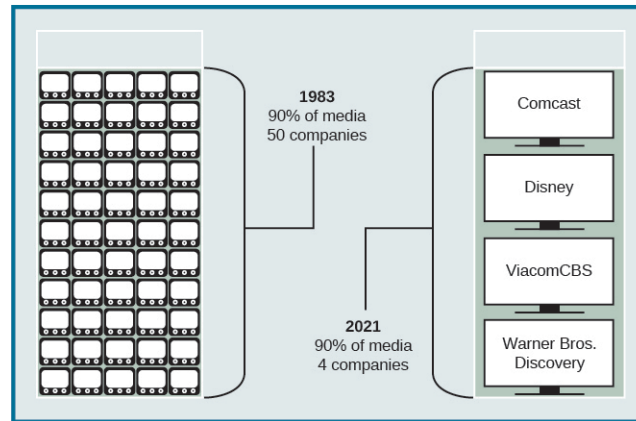 1983
90% of media
50 companies
2021
90% of media
4 companies
Comcast
Disney
ViacomCBS
Warner Bros.
Discovery